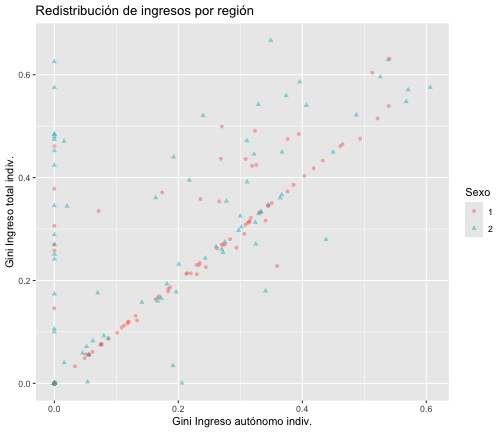 Redistribución de ingresos por región
Gini Ingreso total indiv.
0.6
0.4
0.2
0.0
0.0
0.2
0.4
0.6
Gini Ingreso autónomo indiv.
Sexo
1
2